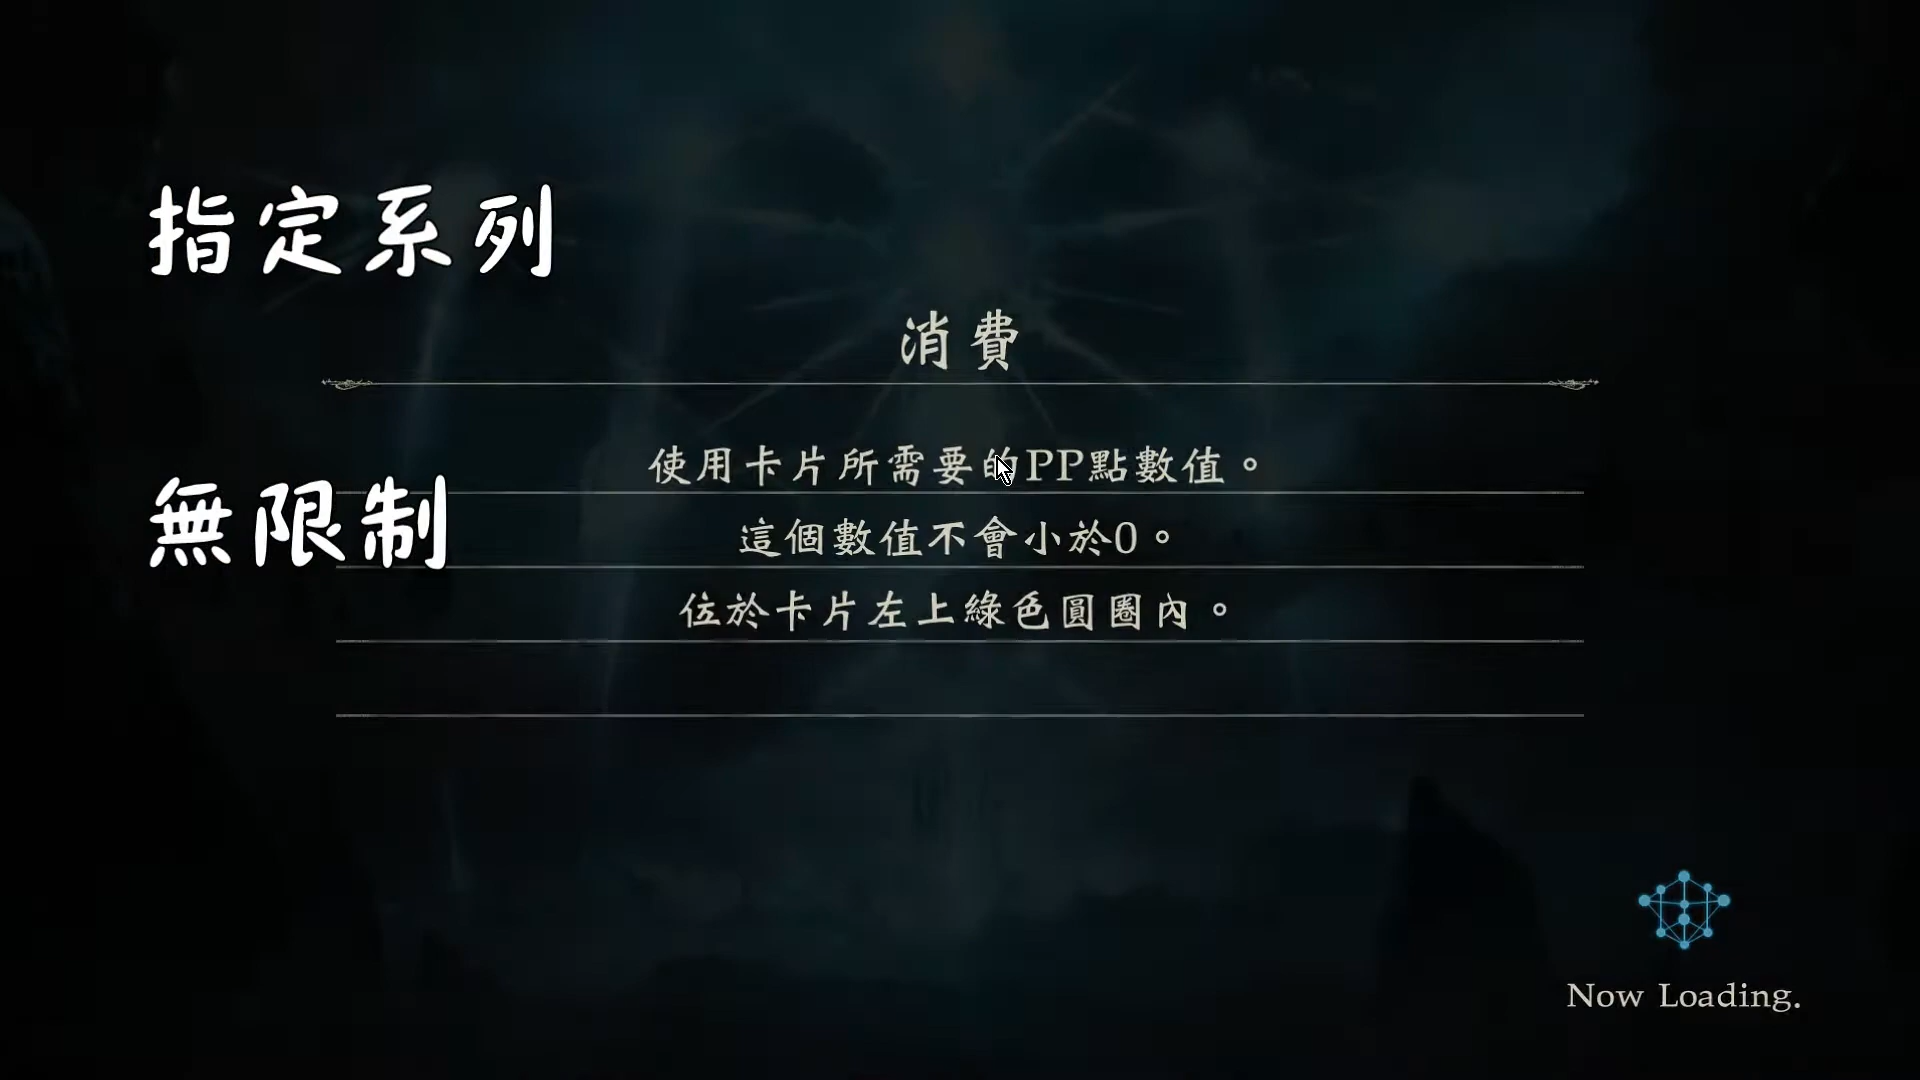 指定系列
消費
使用卡片所需要的PP點數值。
無限制
這個數值不會小於0。
位於卡片左上綠色圓圈內。
Now Loading.